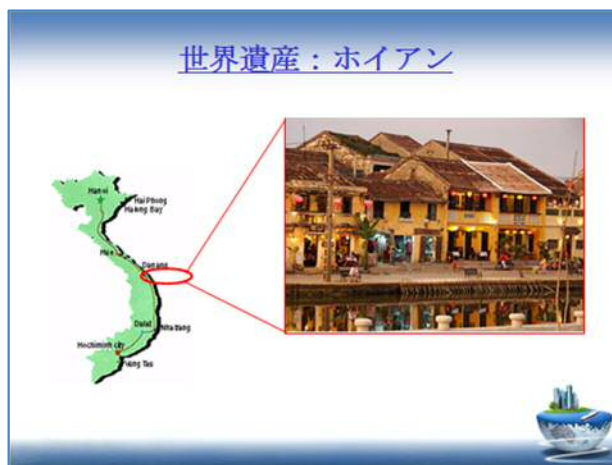 世界遺産：ホイアン
Hanoi
Hai Phong
Halong Bay
Hue
Danang
Dalat
Nha trang
Hochiminh city
Vung Tau